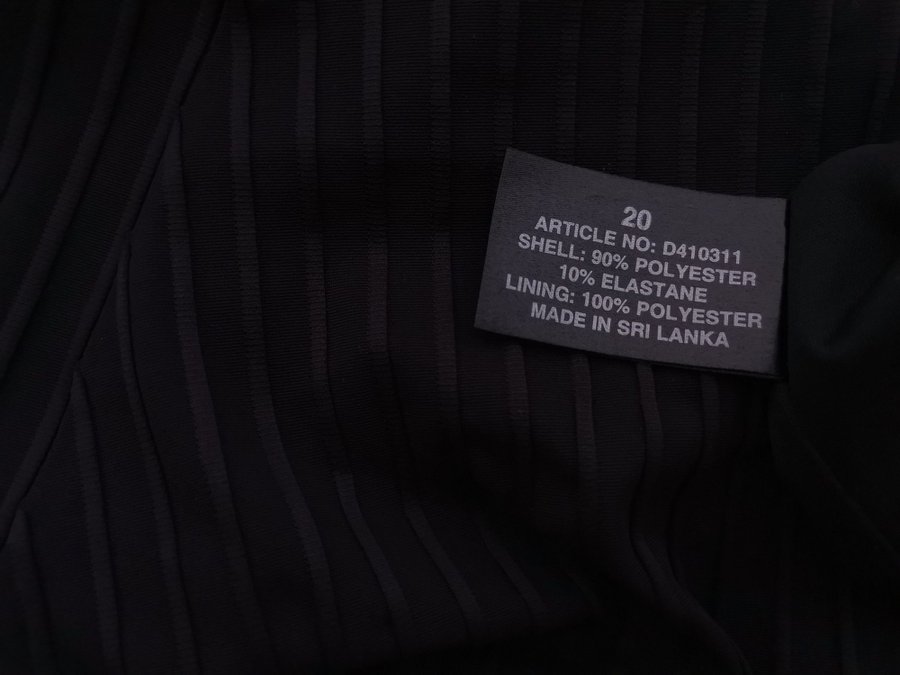 20
ARTICLE NO: D410311
SHELL: 90% POLYESTER
10% ELASTANE
LINING: 100% POLYESTER
MADE IN SRI LANKA